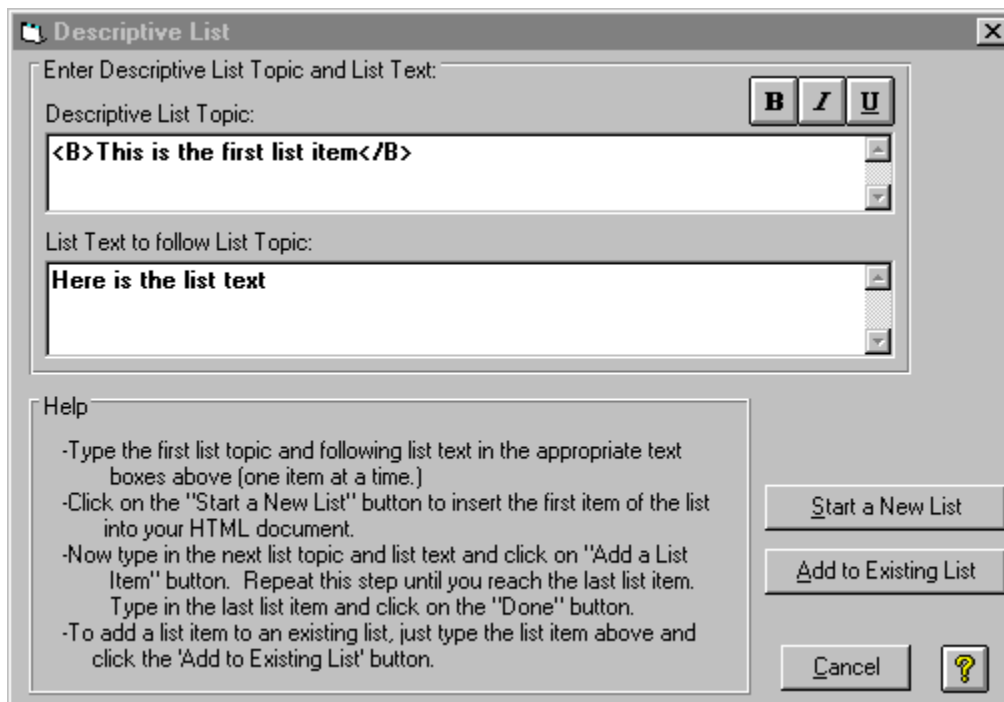 Descriptive List
Enter Descriptive List Topic and List Text:
Descriptive List Topic:
B I U
<B>This is the first list item</B>
List Text to follow List Topic:
Here is the list text
Help
-Type the first list topic and following list text in the appropriate text
boxes above (one item at a time.)
-Click on the "Start a New List" button to insert the first item of the list
into your HTML document.
-Now type in the next list topic and list text and click on "Add a List
Item" button.  Repeat this step until you reach the last list item.
Type in the last list item and click on the "Done" button.
-To add a list item to an existing list, just type the list item above and
click the 'Add to Existing List' button.
Start a New List
Add to Existing List
Cancel
?